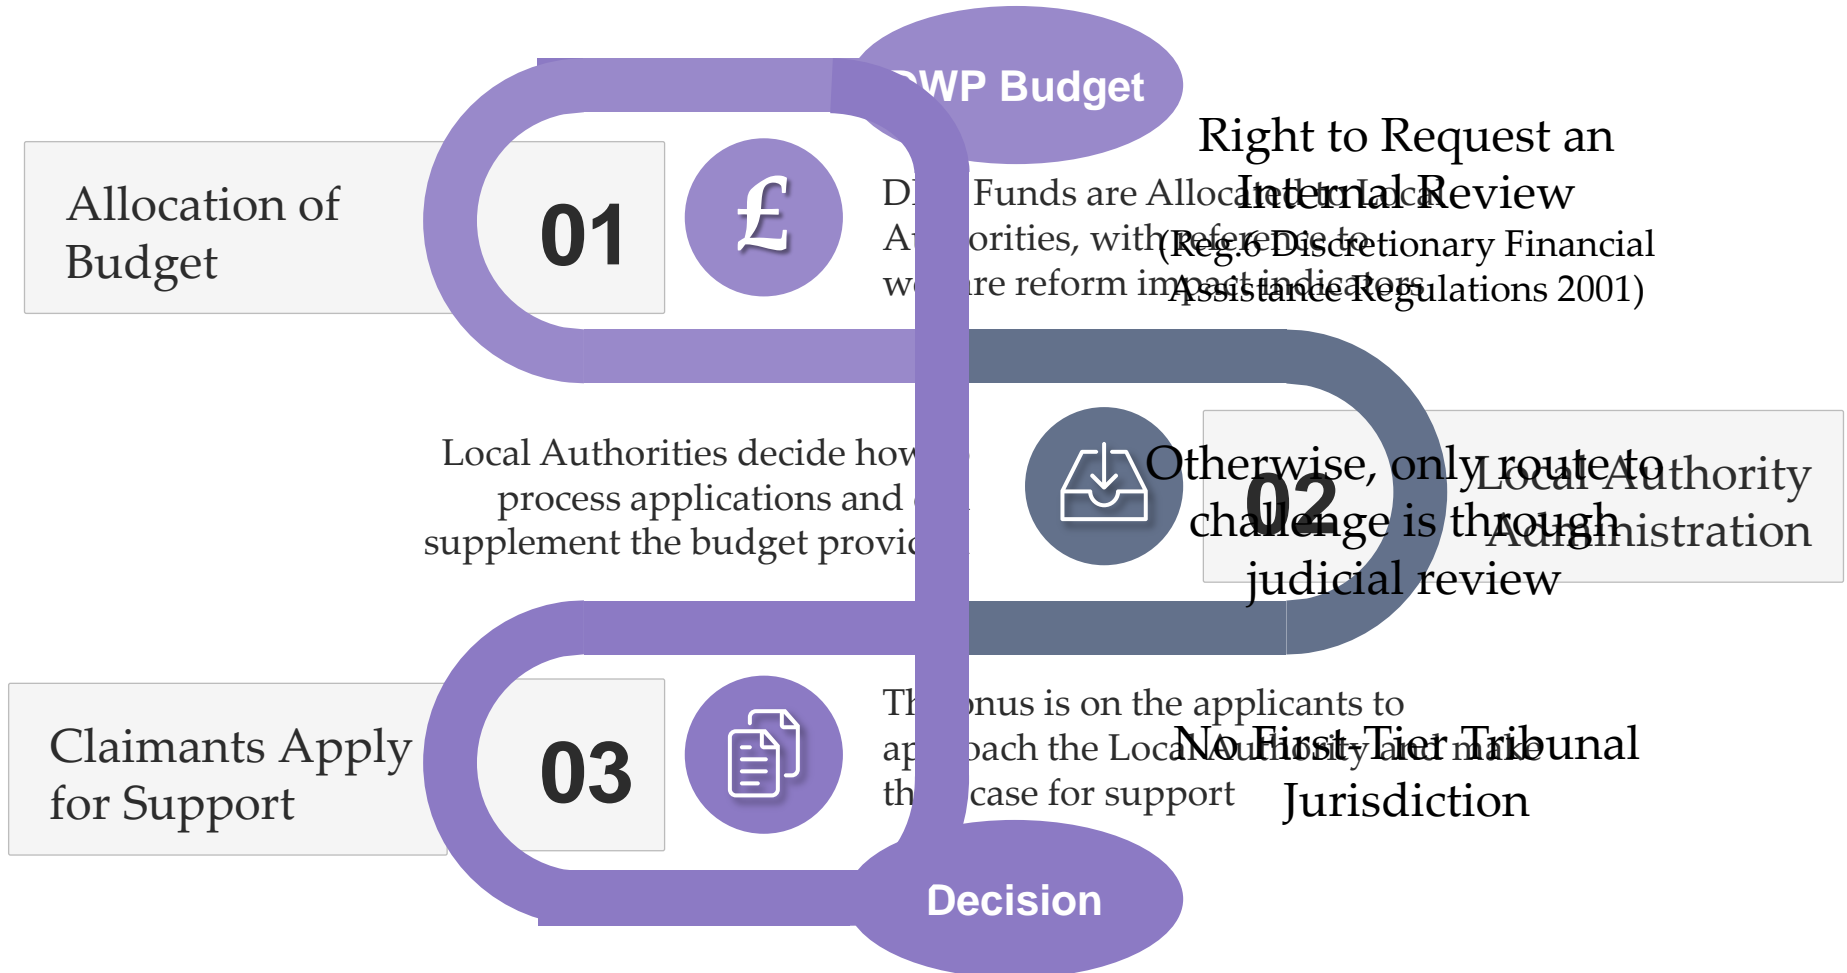 DWP Budget
Allocation of
Budget
01
£
Funds are Allocated to Local
Authorities, with reference to
welfare reform impact indicators
Right to Request an
Internal Review
(Reg.6 Discretionary Financial
Assistance Regulations 2001)
Local Authorities decide how
process applications and
supplement the budget provided
02
Local Authority
Administration
Otherwise, only route to
challenge is through
judicial review
Claimants Apply
for Support
03
The onus is on the applicants to
approach the Local Authority and make
their case for support
No First-Tier Tribunal
Jurisdiction
Decision